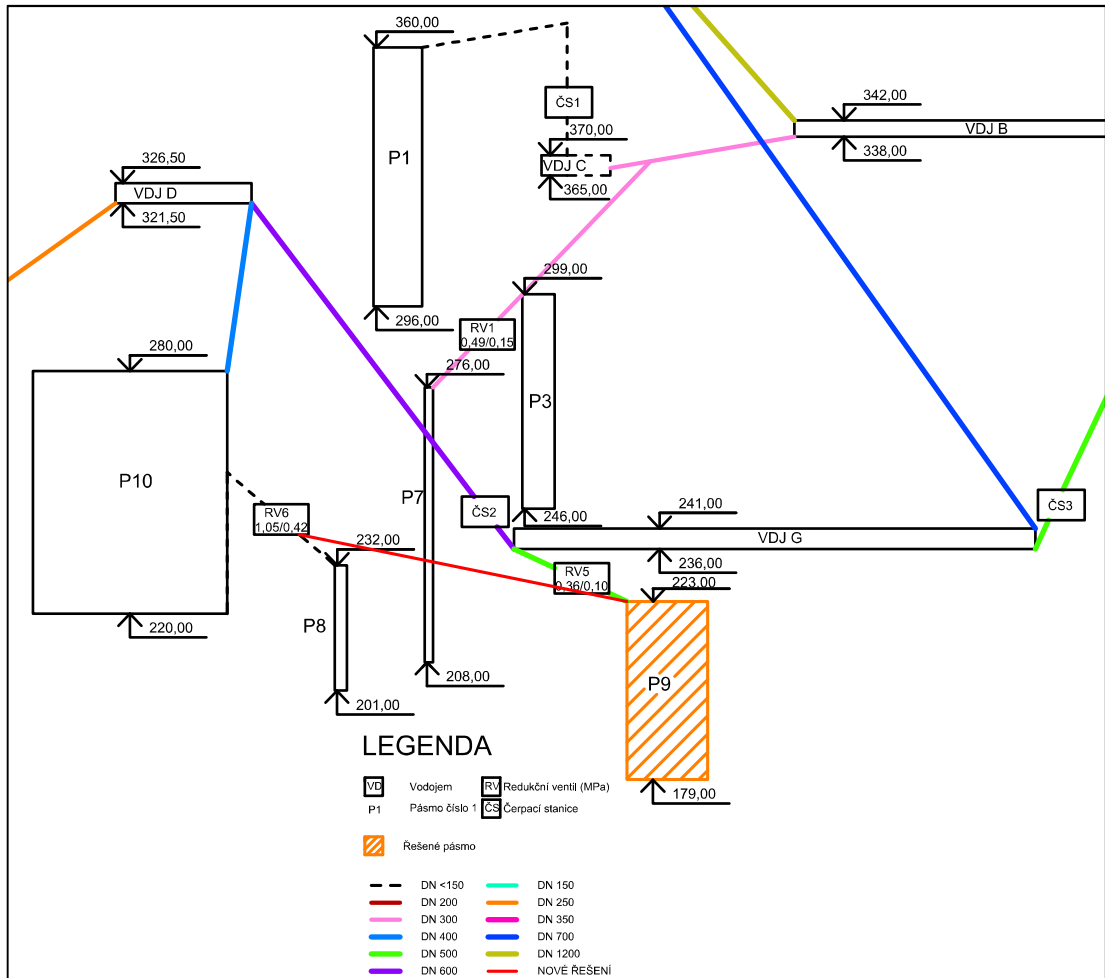 360,00
342,00
ČS1
VDJ B
370,00
P1
338,00
326,50
VDJ C
VDJ D
365,00
321,50
299,00
296,00
RV1
0,49/0,15
280,00
276,00
P3
P10
P7
RV6
1,05/0,42
ČS2
ČS3
246,00
241,00
VDJ G
232,00
236,00
RV5
0,36/0,10
223,00
220,00
P8
208,00
P9
201,00
179,00
LEGENDA
VD Vodojem
RV Redukční ventil (MPa)
P1 Pásmo číslo 1
ČS Čerpací stanice
Řešené pásmo
DN <150
DN 150
DN 200
DN 250
DN 300
DN 350
DN 400
DN 700
DN 500
DN 1200
DN 600
NOVÉ ŘEŠENÍ